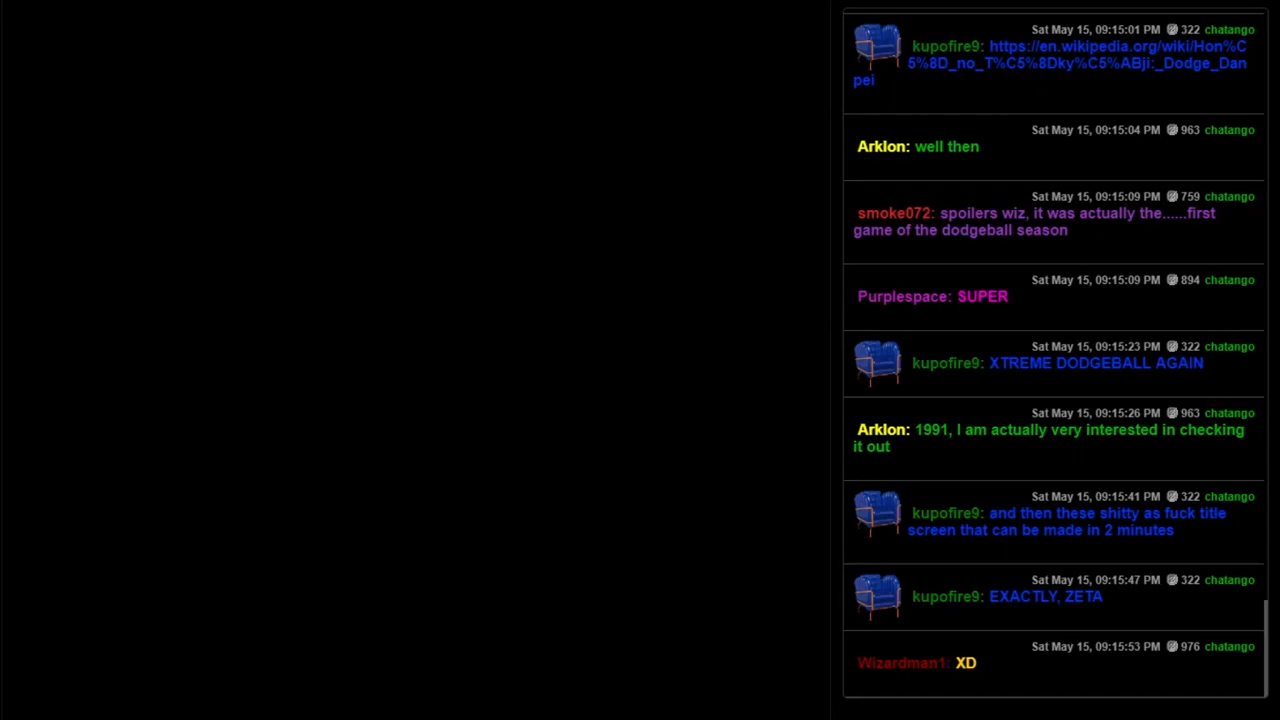 Sat May 15, 09:15:01 PM 322 chatango
kupofire9: https://en.wikipedia.org/wiki/Hon%C
5%8D_no_T%C5%8Dky%C5%ABji:_Dodge_Dan
pei
Sat May 15, 09:15:04 PM 963 chatango
Arklon: well then
Sat May 15, 09:15:09 PM 759 chatango
smoke072: spoilers wiz, it was actually the......first
game of the dodgeball season
Sat May 15, 09:15:09 PM 894 chatango
Purplespace: SUPER
Sat May 15, 09:15:23 PM 322 chatango
kupofire9: XTREME DODGEBALL AGAIN
Sat May 15, 09:15:26 PM 963 chatango
Arklon: 1991, I am actually very interested in checking
it out
Sat May 15, 09:15:41 PM 322 chatango
kupofire9: and then these shitty as fuck title
screen that can be made in 2 minutes
Sat May 15, 09:15:47 PM 322 chatango
kupofire9: EXACTLY, ZETA
Sat May 15, 09:15:53 PM 976 chatango
Wizardman1: XD